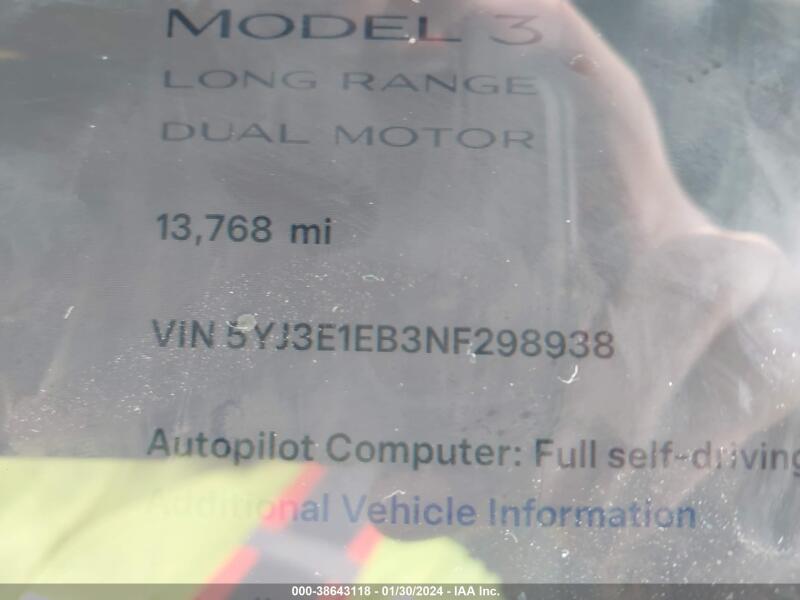 MODEL 3
LONG RANGE
DUAL MOTOR
13,768 mi
VIN 5YJ3E1EB3NF298938
Autopilot Computer: Full self-driving
Additional Vehicle Information
000-38643118 - 01/30/2024 - IAA Inc.